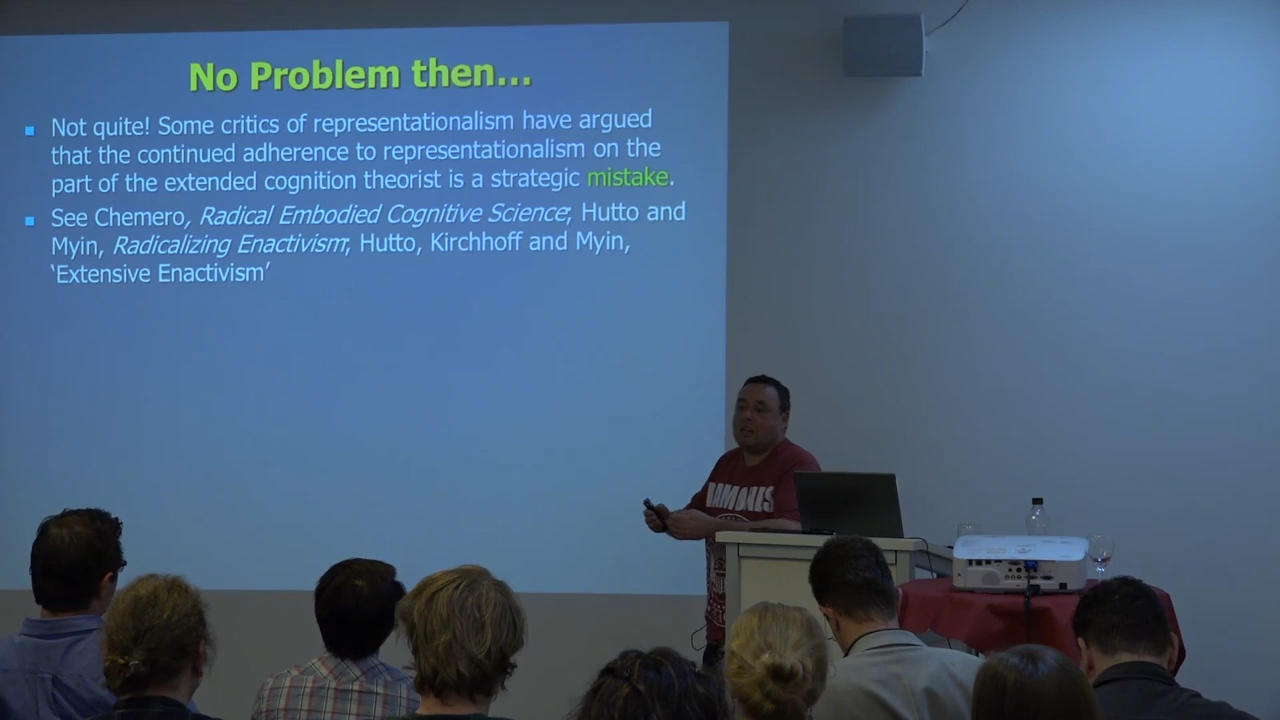 No Problem then...
Not quite! Some critics of representationalism have argued
that the continued adherence to representationalism on the
part of the extended cognition theorist is a strategic mistake.
See Chemero, Radical Embodied Cognitive Science; Hutto and
Myin, Radicalizing Enactivism; Hutto, Kirchhoff and Myin,
‘Extensive Enactivism’
RAMONES